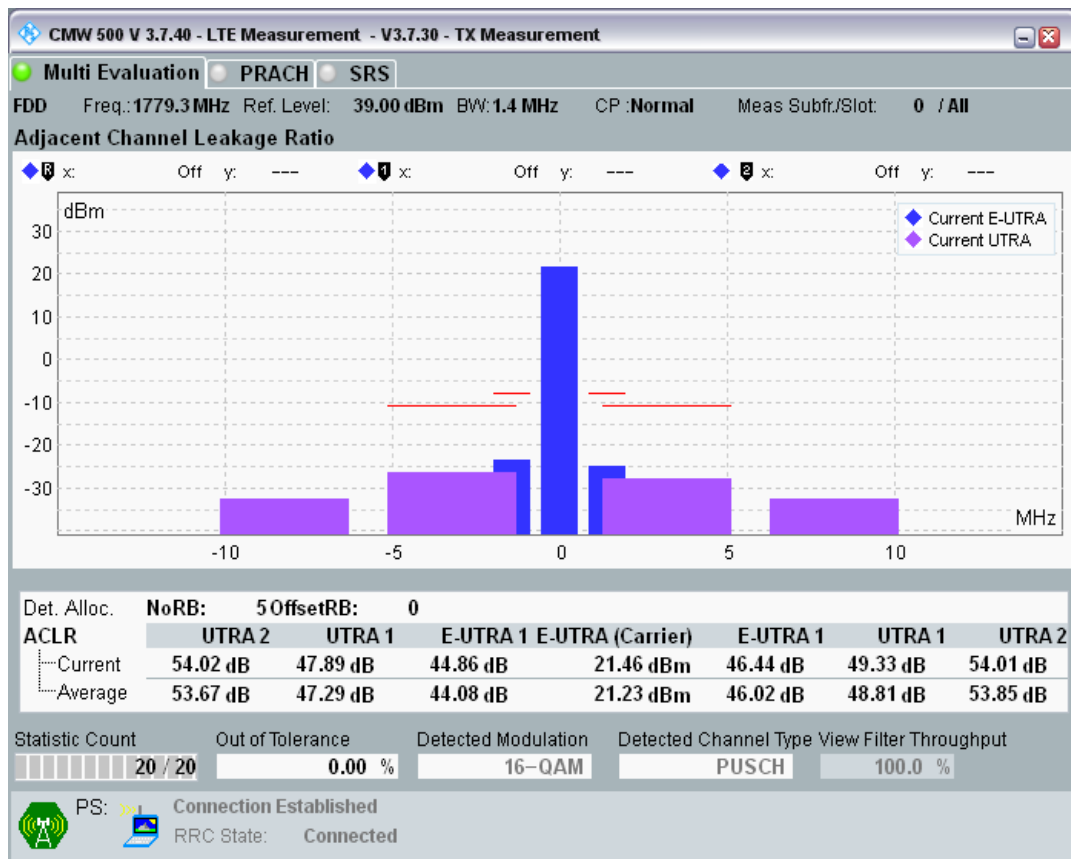 CMW 500 V 3.7.40 - LTE Measurement - V3.7.30 - TX Measurement
Multi Evaluation PRACH SRS
FDD Freq.:1779.3 MHz Ref. Level: 39.00 dBm BW:1.4 MHz CP :Normal Meas Subfr./Slot: 0 / All
Adjacent Channel Leakage Ratio
R x: Off y: --- 1 x: Off y: --- 2 x: Off y: ---
dBm
Current E-UTRA
Current UTRA
30
20
10
0
-10
-20
-30
MHz
-10 -5 0 5 10
Det. Alloc. NoRB: 5 OffsetRB: 0
ACLR UTRA 2 UTRA 1 E-UTRA 1 E-UTRA (Carrier) E-UTRA 1 UTRA 1 UTRA 2
Current 54.02 dB 47.89 dB 44.86 dB 21.46 dBm 46.44 dB 49.33 dB 54.01 dB
Average 53.67 dB 47.29 dB 44.08 dB 21.23 dBm 46.02 dB 48.81 dB 53.85 dB
Statistic Count Out of Tolerance Detected Modulation Detected Channel Type View Filter Throughput
20 / 20 0.00 % 16-QAM PUSCH 100.0 %
PS: Connection Established
RRC State: Connected